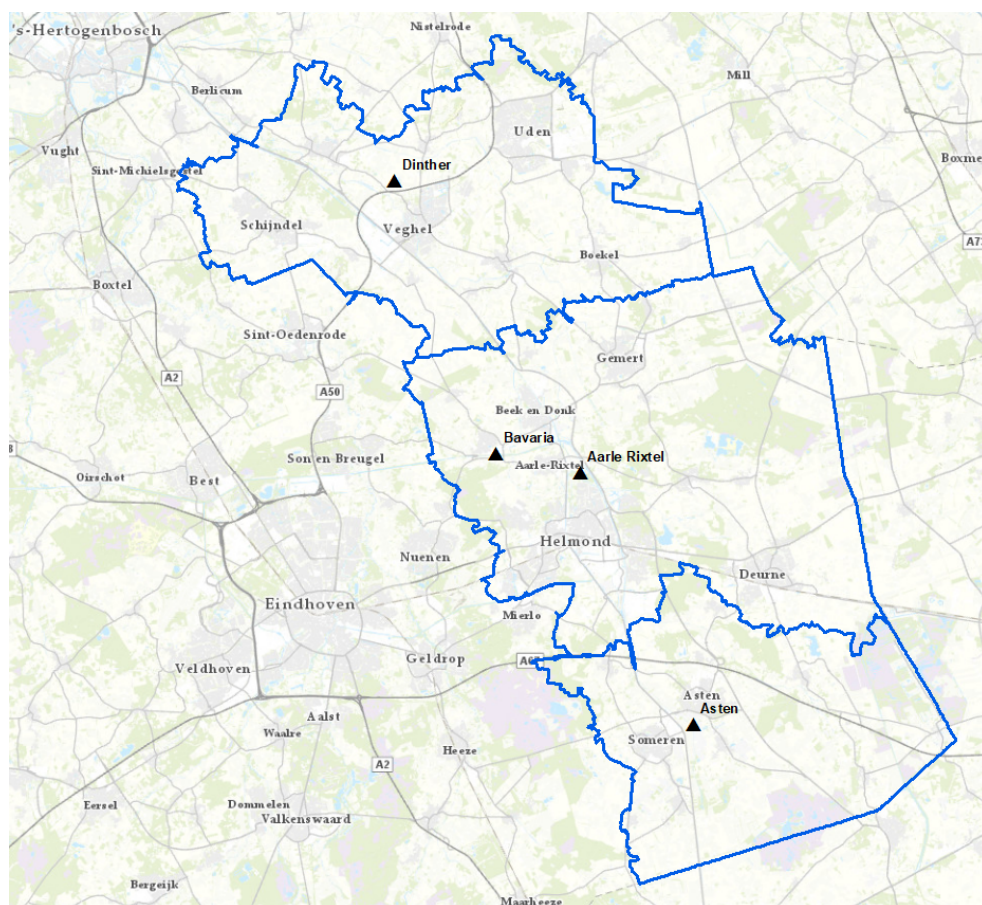 's-Hertogenbosch
Nistelrode
Mill
Berlicum
Uden
Vught
Boxme
Dinther
Sint-Michielsgestel
Schijndel
Veghel
A73
Boekel
Boxtel
Sint-Oedenrode
Gemert
A2
A50
Beek en Donk
Bavaria
Son en Breugel
Aarle-Rixtel
Aarle Rixtel
Oirschot
Best
Helmond
Nuenen
Deurne
Eindhoven
Mierlo
Geldrop
A67
Veldhoven
Asten
Asten
Aalst
Waalre
Someren
Heeze
A2
Eersel
Dommelen
Valkenswaard
Bergeijk
Maarheeze